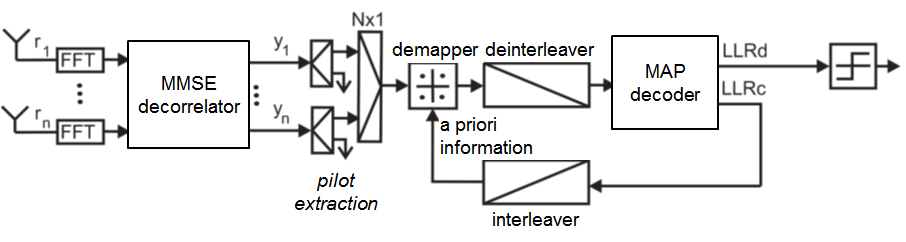 r1
FFT
rn
FFT
MMSE
decorrelator
y1
yn
pilot
extraction
Nx1
demapper
deinterleaver
a priori
information
interleaver
MAP
decoder
LLRd
LLRc